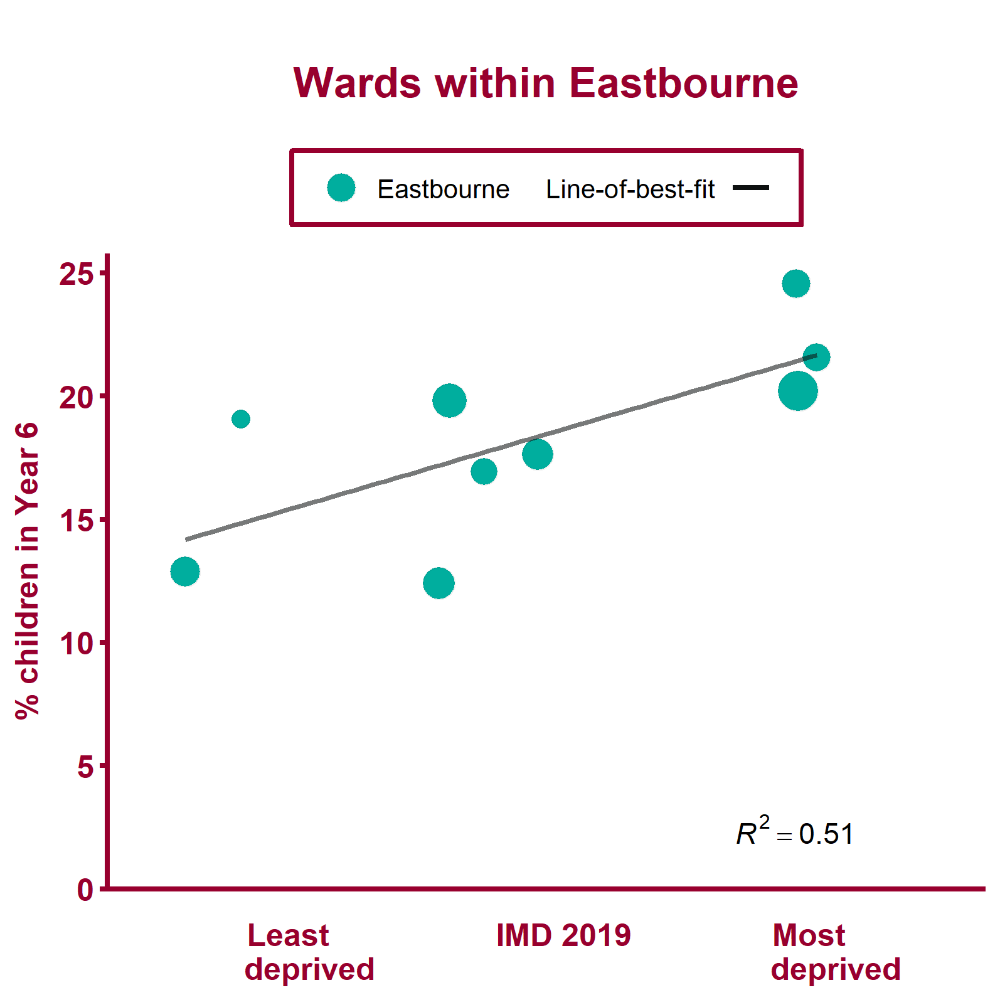 Wards within Eastbourne
Eastbourne Line-of-best-fit
25
20
15
10
5
0
% children in Year 6
R² = 0.51
Least deprived
IMD 2019
Most deprived